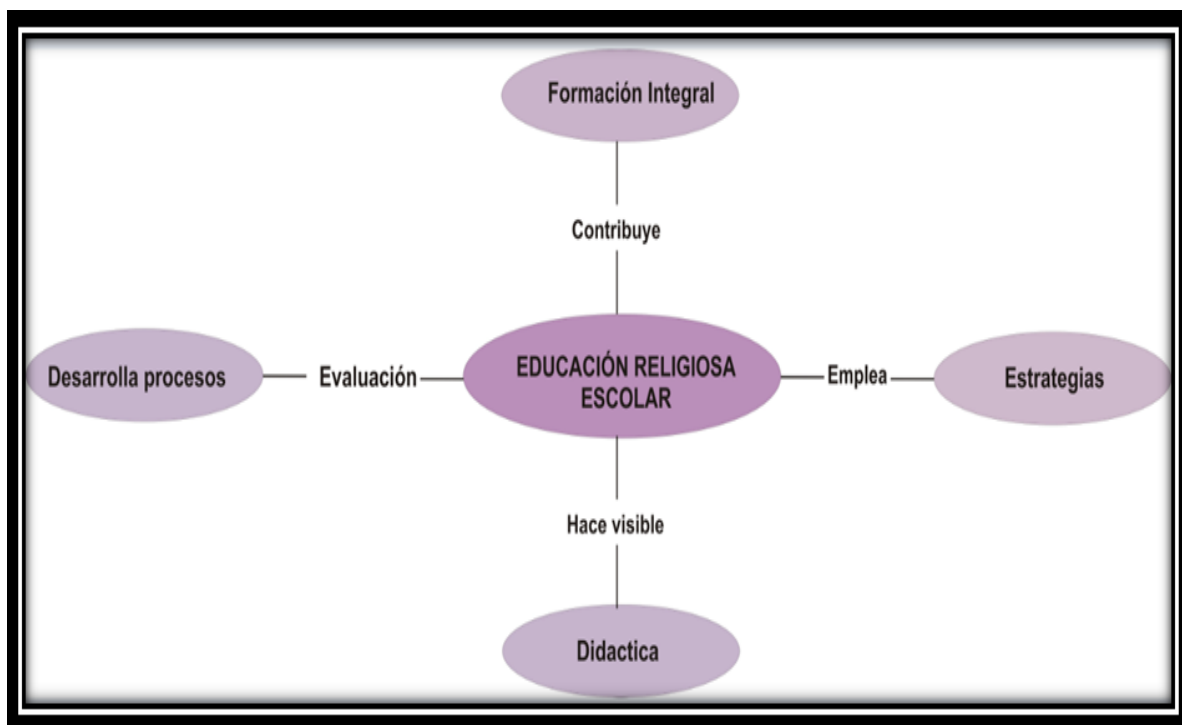 Formación Integral
Contribuye
Desarrolla procesos
Evaluación
EDUCACIÓN RELIGIOSA
ESCOLAR
Emplea
Estrategias
Hace visible
Didactica